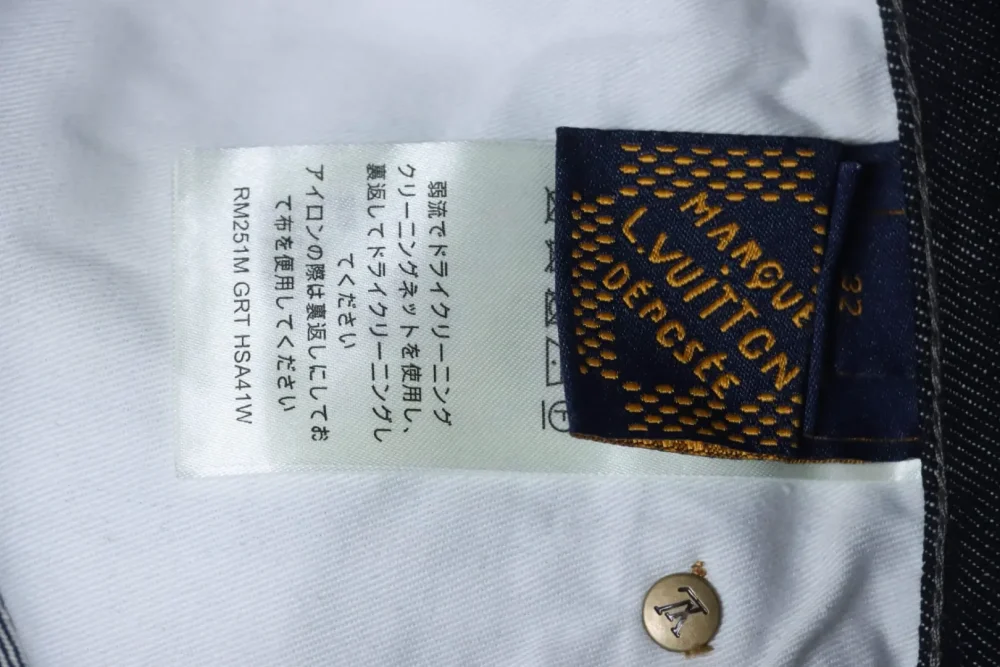 MARQUE
L.VUITTON
DÉPOSÉE
32
弱流でドライクリーニング
クリーニングネットを使用し、
裏返してドライクリーニングし
てください
アイロンの際は裏返しにしてお
て布を使用してください
RM251M GRT HSA41W